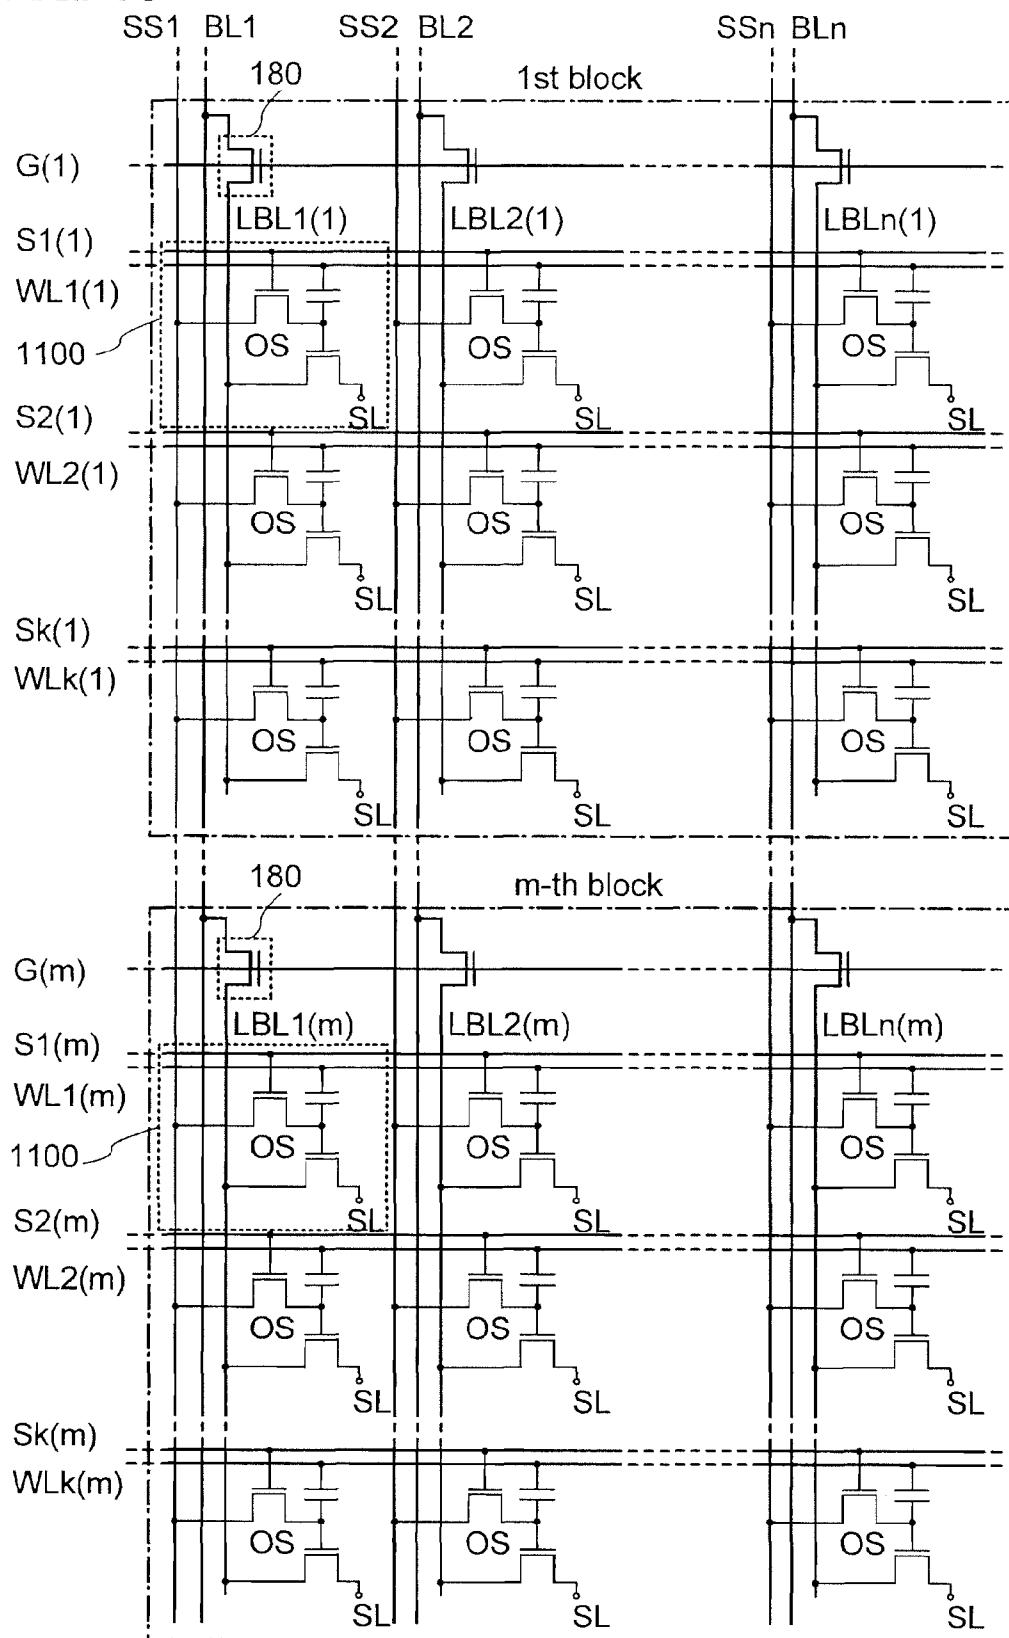 SS1 BL1 SS2 BL2 SSn BLn
180 1st block
G(1)
LBL1(1) LBL2(1) LBLn(1)
S1(1)
WL1(1)
OS OS OS
1100
SL SL SL
S2(1)
WL2(1)
OS OS OS
SL SL SL
Sk(1)
WLk(1)
OS OS OS
SL SL SL
180 m-th block
G(m)
LBL1(m) LBL2(m) LBLn(m)
S1(m)
WL1(m)
OS OS OS
1100
SL SL SL
S2(m)
WL2(m)
OS OS OS
SL SL SL
Sk(m)
WLk(m)
OS OS OS
SL SL SL